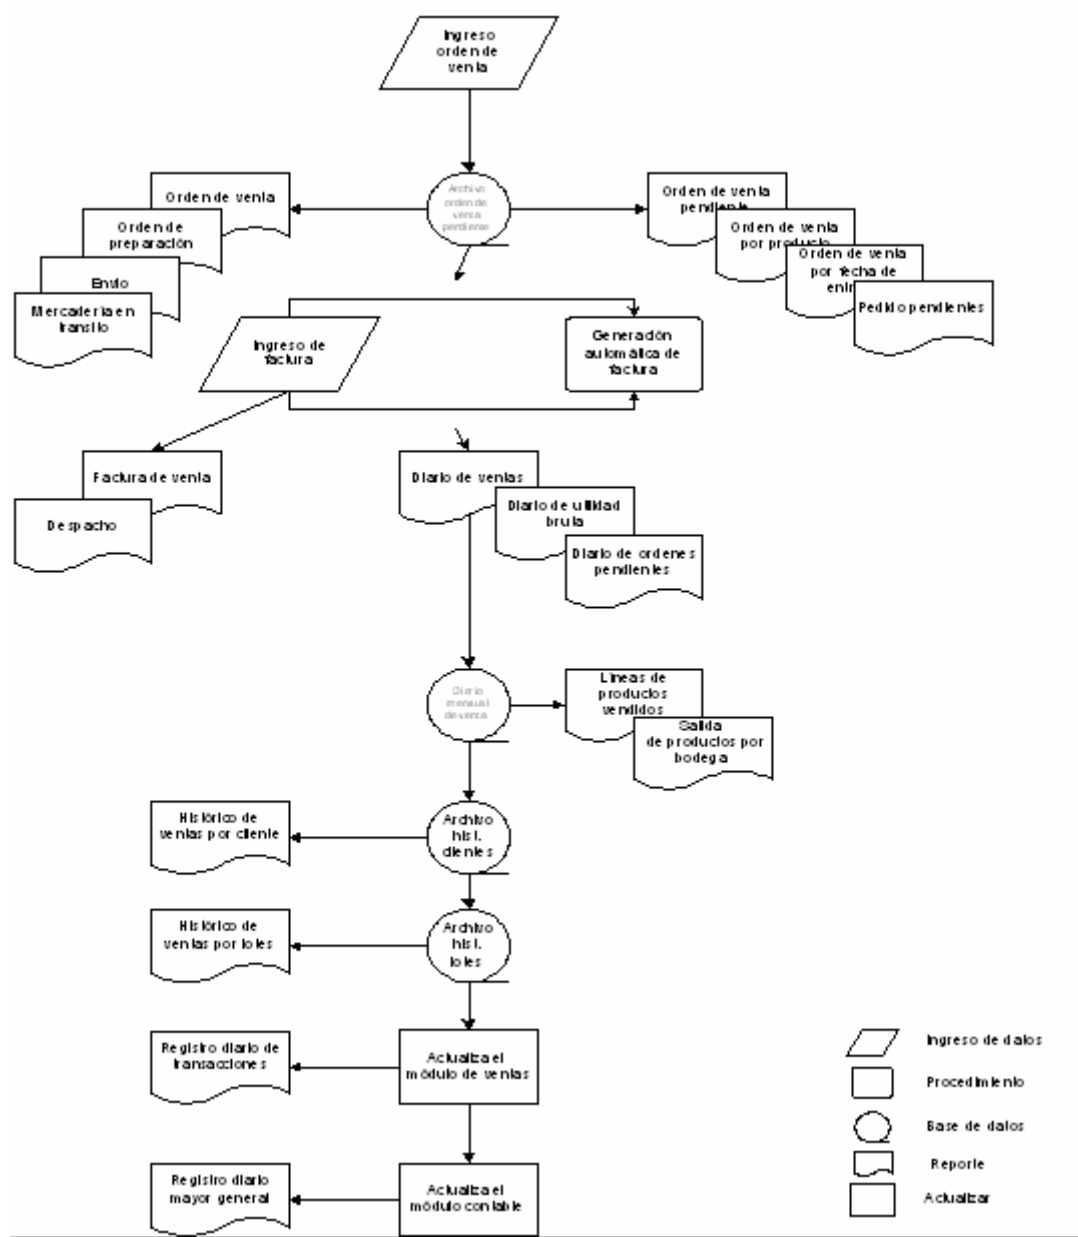 Ingreso
orden de
venta
Orden de venta
Archivo
orden de
venta
pendiente
Orden de venta
pendiente
Orden de
preparación
Orden de venta
por producto
Envío
Orden de venta
por fecha de
Mercadería en
transito
Pedido pendientes
Ingreso de
factura
Generación
automática de
factura
Factura de venta
Despacho
Diario de ventas
Diario de utilidad
bruta
Diario de ordenes
pendientes
Diario
mensual
de venta
Líneas de
productos
vendidos
Salida
de productos por
bodega
Histórico de
ventas por cliente
Archivo
hist.
clientes
Histórico de
ventas por lotes
Archivo
hist.
lotes
Registro diario de
transacciones
Actualiza el
módulo de ventas
Registro diario
mayor general
Actualiza el
módulo contable
Ingreso de datos
Procedimiento
Base de datos
Reporte
Actualizar